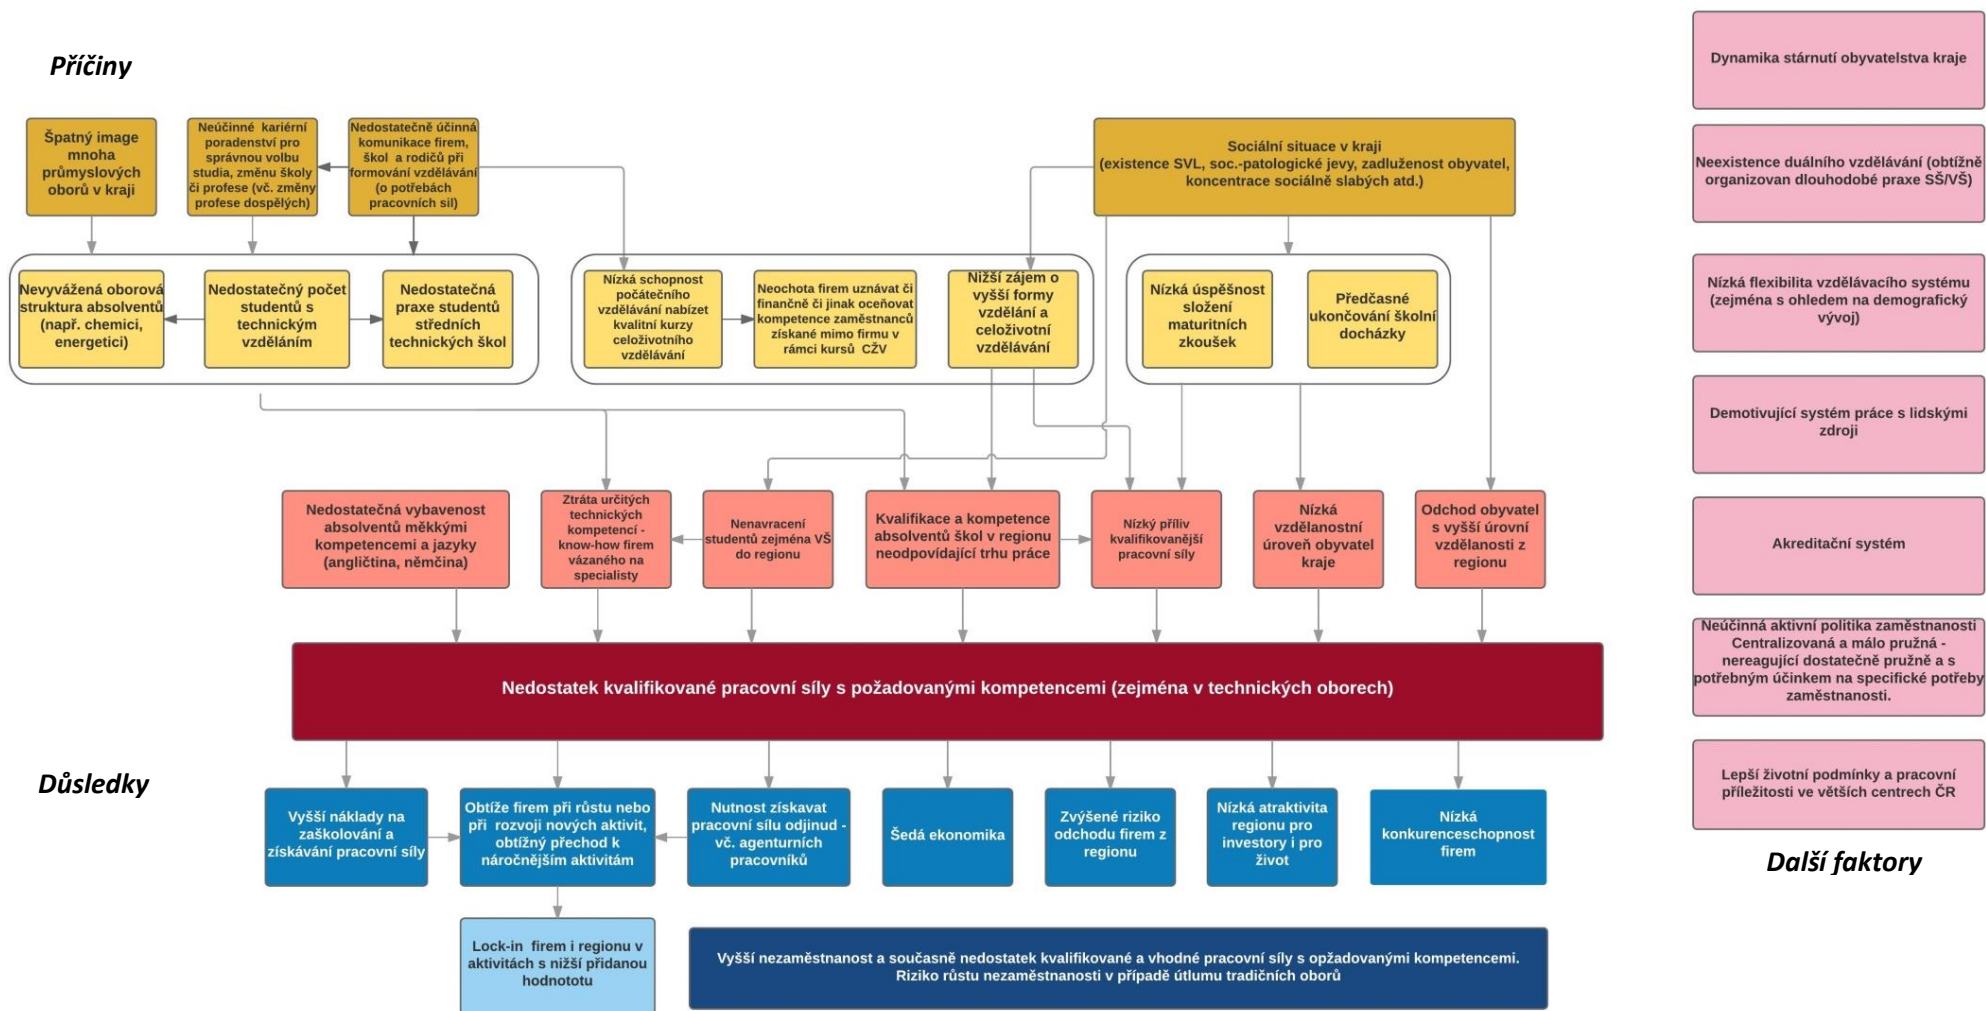 Příčiny
Špatný image
mnoha
průmyslových
oborů v kraji
Neúčinné kariérní
poradenství pro
správnou volbu
studia, změnu školy
či profese (vč. změny
profese dospělých)
Nedostatečně účinná
komunikace firem,
škol a rodičů při
formování vzdělávání
(o potřebách
pracovních sil)
Sociální situace v kraji
(existence SVL, soc.-patologické jevy, zadluženost obyvatel,
koncentrace sociálně slabých atd.)
Nevyvážená oborová
struktura absolventů
(např. chemici,
energetici)
Nedostatečný počet
studentů s
technickým
vzděláním
Nedostatečná
praxe studentů
středních
technických škol
Nízká schopnost
počátečního
vzdělávání nabízet
kvalitní kurzy
celoživotního
vzdělávání
Neochota firem uznávat či
finančně či jinak oceňovat
kompetence zaměstnanců
získané mimo firmu v
rámci kursů CŽV
Nižší zájem o
vyšší formy
vzdělání a
celoživotní
vzdělávání
Nízká úspěšnost
složení
maturitních
zkoušek
Předčasné
ukončování školní
docházky
Nedostatečná vybavenost
absolventů měkkými
kompetencemi a jazyky
(angličtina, němčina)
Ztráta určitých
technických
kompetencí -
know-how firem
vázaného na
specialisty
Nenavracení
studentů zejména VŠ
do regionu
Kvalifikace a kompetence
absolventů škol v regionu
neodpovídající trhu práce
Nízký příliv
kvalifikovanější
pracovní síly
Nízká
vzdělanostní
úroveň obyvatel
kraje
Odchod obyvatel
s vyšší úrovní
vzdělanosti z
regionu
Nedostatek kvalifikované pracovní síly s požadovanými kompetencemi (zejména v technických oborech)
Důsledky
Vyšší náklady na
zaškolování a
získávání pracovní síly
Obtíže firem při růstu nebo
při rozvoji nových aktivit,
obtížný přechod k
náročnějším aktivitám
Nutnost získavat
pracovní sílu odjinud -
vč. agenturních
pracovníků
Šedá ekonomika
Zvýšené riziko
odchodu firem z
regionu
Nízká atraktivita
regionu pro
investory i pro
život
Nízká
konkurenceschopnost
firem
Lock-in firem i regionu v
aktivitách s nižší přidanou
hodnototu
Vyšší nezaměstnanost a současně nedostatek kvalifikované a vhodné pracovní síly s opžadovanými kompetencemi.
Riziko růstu nezaměstnanosti v případě útlumu tradičních oborů
Dynamika stárnutí obyvatelstva kraje
Neexistence duálního vzdělávání (obtížně
organizovan dlouhodobé praxe SŠ/VŠ)
Nízká flexibilita vzdělávacího systému
(zejména s ohledem na demografický
vývoj)
Demotivující systém práce s lidskými
zdroji
Akreditační systém
Neúčinná aktivní politika zaměstnanosti
Centralizovaná a málo pružná -
nereagující dostatečně pružně a s
potřebným účinkem na specifické potřeby
zaměstnanosti.
Lepší životní podmínky a pracovní
příležitosti ve větších centrech ČR
Další faktory